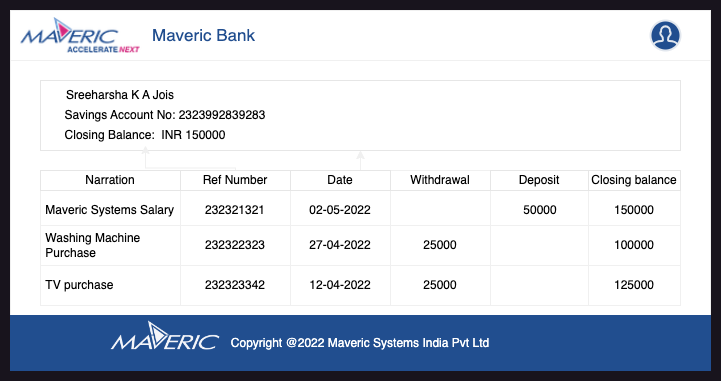 MAVERIC
ACCELERATE NEXT
Maveric Bank
Sreeharsha K A Jois
Savings Account No: 2323992839283
Closing Balance: INR 150000
Narration Ref Number Date Withdrawal Deposit Closing balance
Maveric Systems Salary 232321321 02-05-2022 50000 150000
Washing Machine
Purchase 232322323 27-04-2022 25000 100000
TV purchase 232323342 12-04-2022 25000 125000
MAVERIC Copyright @2022 Maveric Systems India Pvt Ltd